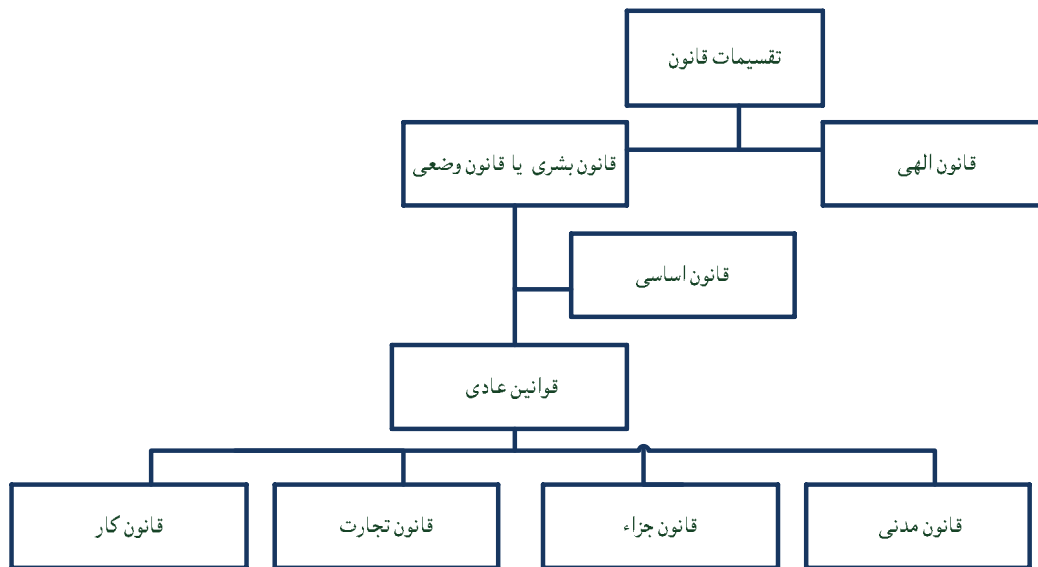 تقسیمات قانون
قانون الهی
قانون بشری یا قانون وضعی
قانون اساسی
قوانین عادی
قانون مدنی
قانون جزاء
قانون تجارت
قانون کار